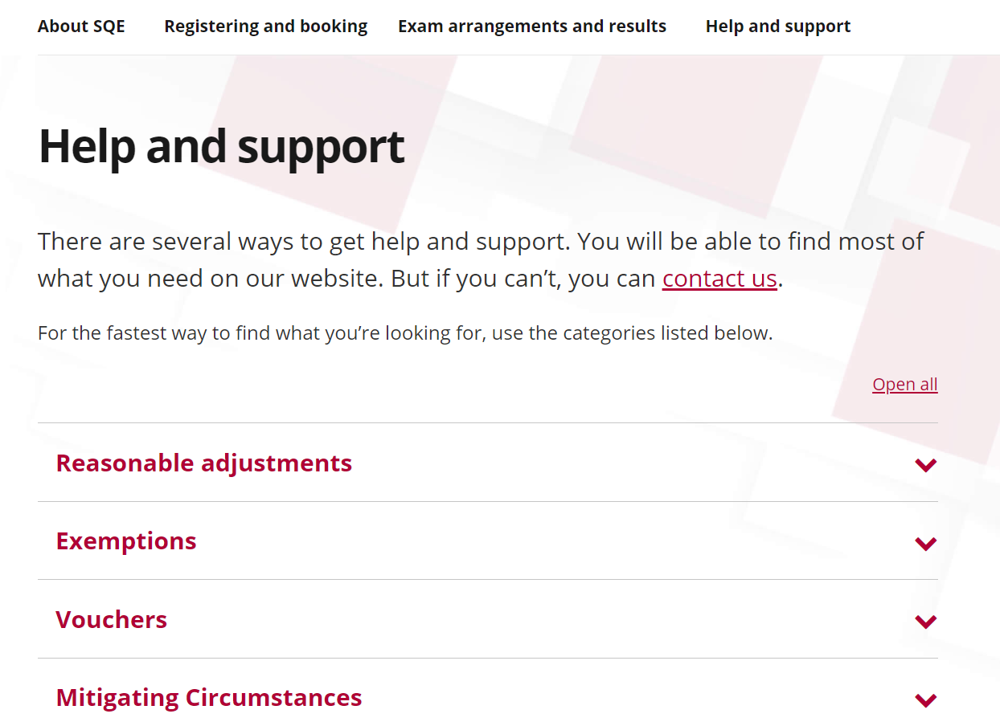 About SQE Registering and booking Exam arrangements and results Help and support
Help and support
There are several ways to get help and support. You will be able to find most of
what you need on our website. But if you can’t, you can contact us.
For the fastest way to find what you’re looking for, use the categories listed below.
Open all
Reasonable adjustments
Exemptions
Vouchers
Mitigating Circumstances